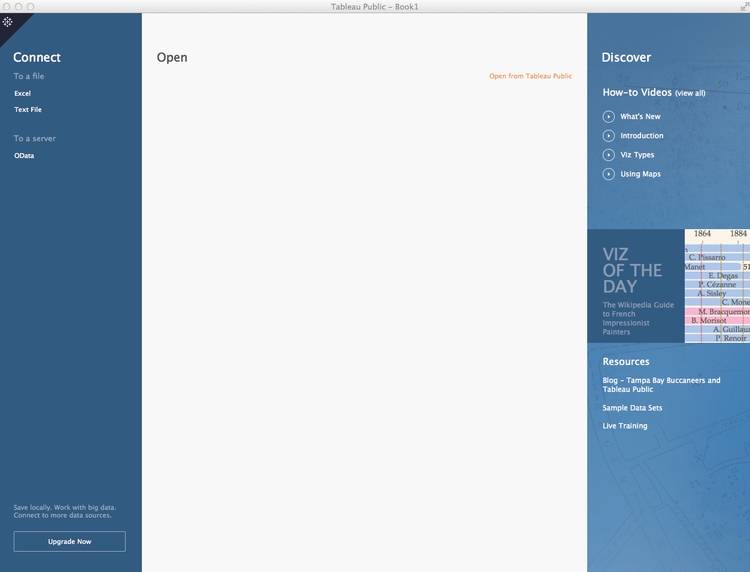 Tableau Public - Book1
Connect
To a file
Excel
Text File
To a server
OData
Save locally. Work with big data.
Connect to more data sources.
Upgrade Now
Open
Open from Tableau Public
Discover
How-to Videos (view all)
What's New
Introduction
Viz Types
Using Maps
VIZ
OF THE
DAY
The Wikipedia Guide
to French
Impressionist
Painters
1864 1884
C. Pissarro
Manet 51
E. Degas
P. Cézanne
A. Sisley
C. Mone
M. Bracquemon
B. Morisot
A. Guillau
P. Renoir
Resources
Blog - Tampa Bay Buccaneers and
Tableau Public
Sample Data Sets
Live Training